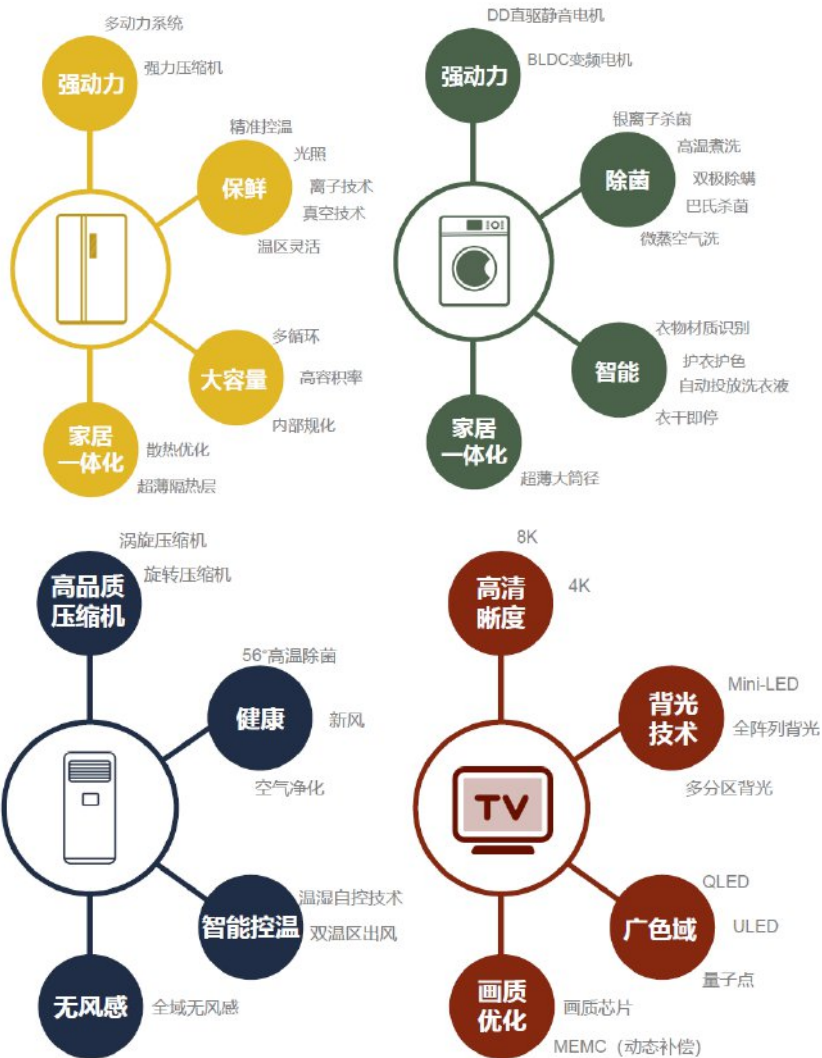 多动力系统
强力压缩机
强动力
精准控温
光照
保鲜
离子技术
真空技术
温区灵活
多循环
大容量
高容积率
内部规化
家居
一体化
散热优化
超薄隔热层
DD直驱静音电机
BLDC变频电机
强动力
银离子杀菌
高温煮洗
除菌
双极除螨
巴氏杀菌
微蒸空气洗
衣物材质识别
护衣护色
智能
自动投放洗衣液
衣干即停
家居
一体化
超薄大筒径
涡旋压缩机
旋转压缩机
高品质
压缩机
56°高温除菌
健康
新风
空气净化
温湿自控技术
智能控温
双温区出风
无风感
全域无风感
8K
高清
晰度
4K
Mini-LED
背光
技术
全阵列背光
多分区背光
TV
QLED
广色域
ULED
量子点
画质
优化
画质芯片
MEMC（动态补偿）